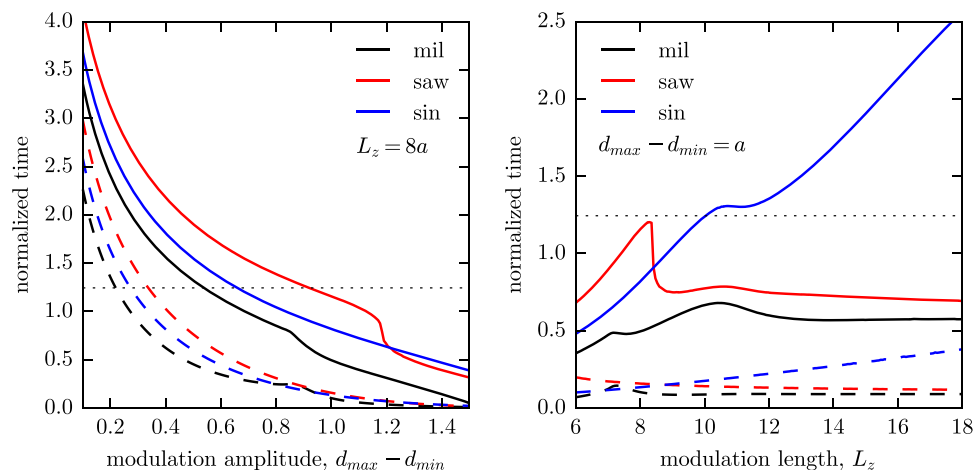 normalized time
4.0
3.5
3.0
2.5
2.0
1.5
1.0
0.5
0.0
mil
saw
sin
L_z = 8a
0.2 0.4 0.6 0.8 1.0 1.2 1.4
modulation amplitude, d_max − d_min
normalized time
2.5
2.0
1.5
1.0
0.5
0.0
mil
saw
sin
d_max − d_min = a
6 8 10 12 14 16 18
modulation length, L_z